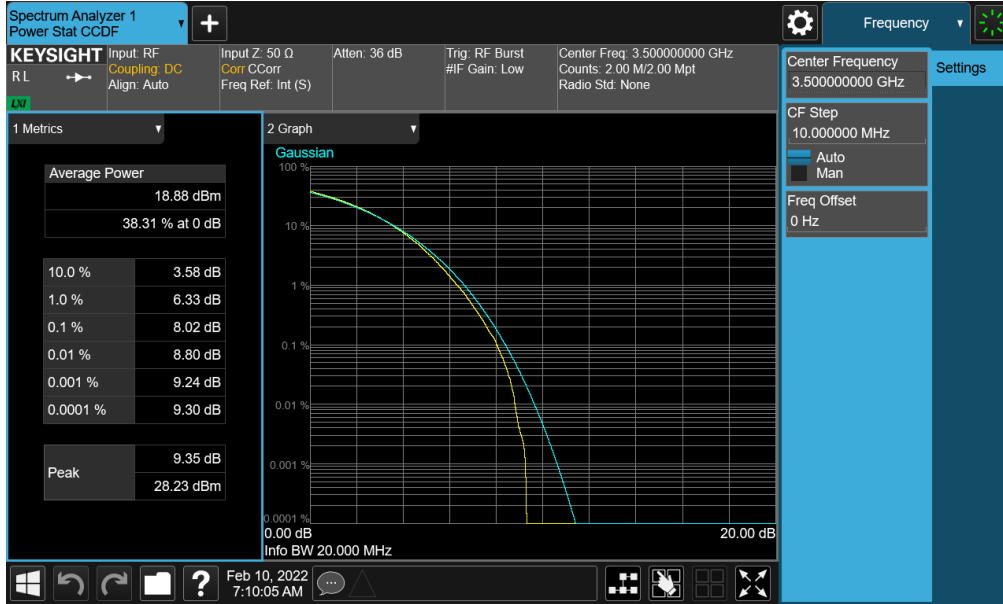 Spectrum Analyzer 1
Power Stat CCDF
Frequency
KEYSIGHT
Input: RF
Coupling: DC
Align: Auto
R L
LXI
Input Z: 50 Ω
Corr CCorr
Freq Ref: Int (S)
Atten: 36 dB
Trig: RF Burst
#IF Gain: Low
Center Freq: 3.500000000 GHz
Counts: 2.00 M/2.00 Mpt
Radio Std: None
Center Frequency
3.500000000 GHz
Settings
CF Step
10.000000 MHz
Auto
Man
Freq Offset
0 Hz
1 Metrics
Average Power
18.88 dBm
38.31 % at 0 dB
10.0 % 3.58 dB
1.0 % 6.33 dB
0.1 % 8.02 dB
0.01 % 8.80 dB
0.001 % 9.24 dB
0.0001 % 9.30 dB
Peak
9.35 dB
28.23 dBm
2 Graph
Gaussian
100 %
10 %
1 %
0.1 %
0.01 %
0.001 %
0.0001 %
0.00 dB 20.00 dB
Info BW 20.000 MHz
?
Feb 10, 2022
7:10:05 AM